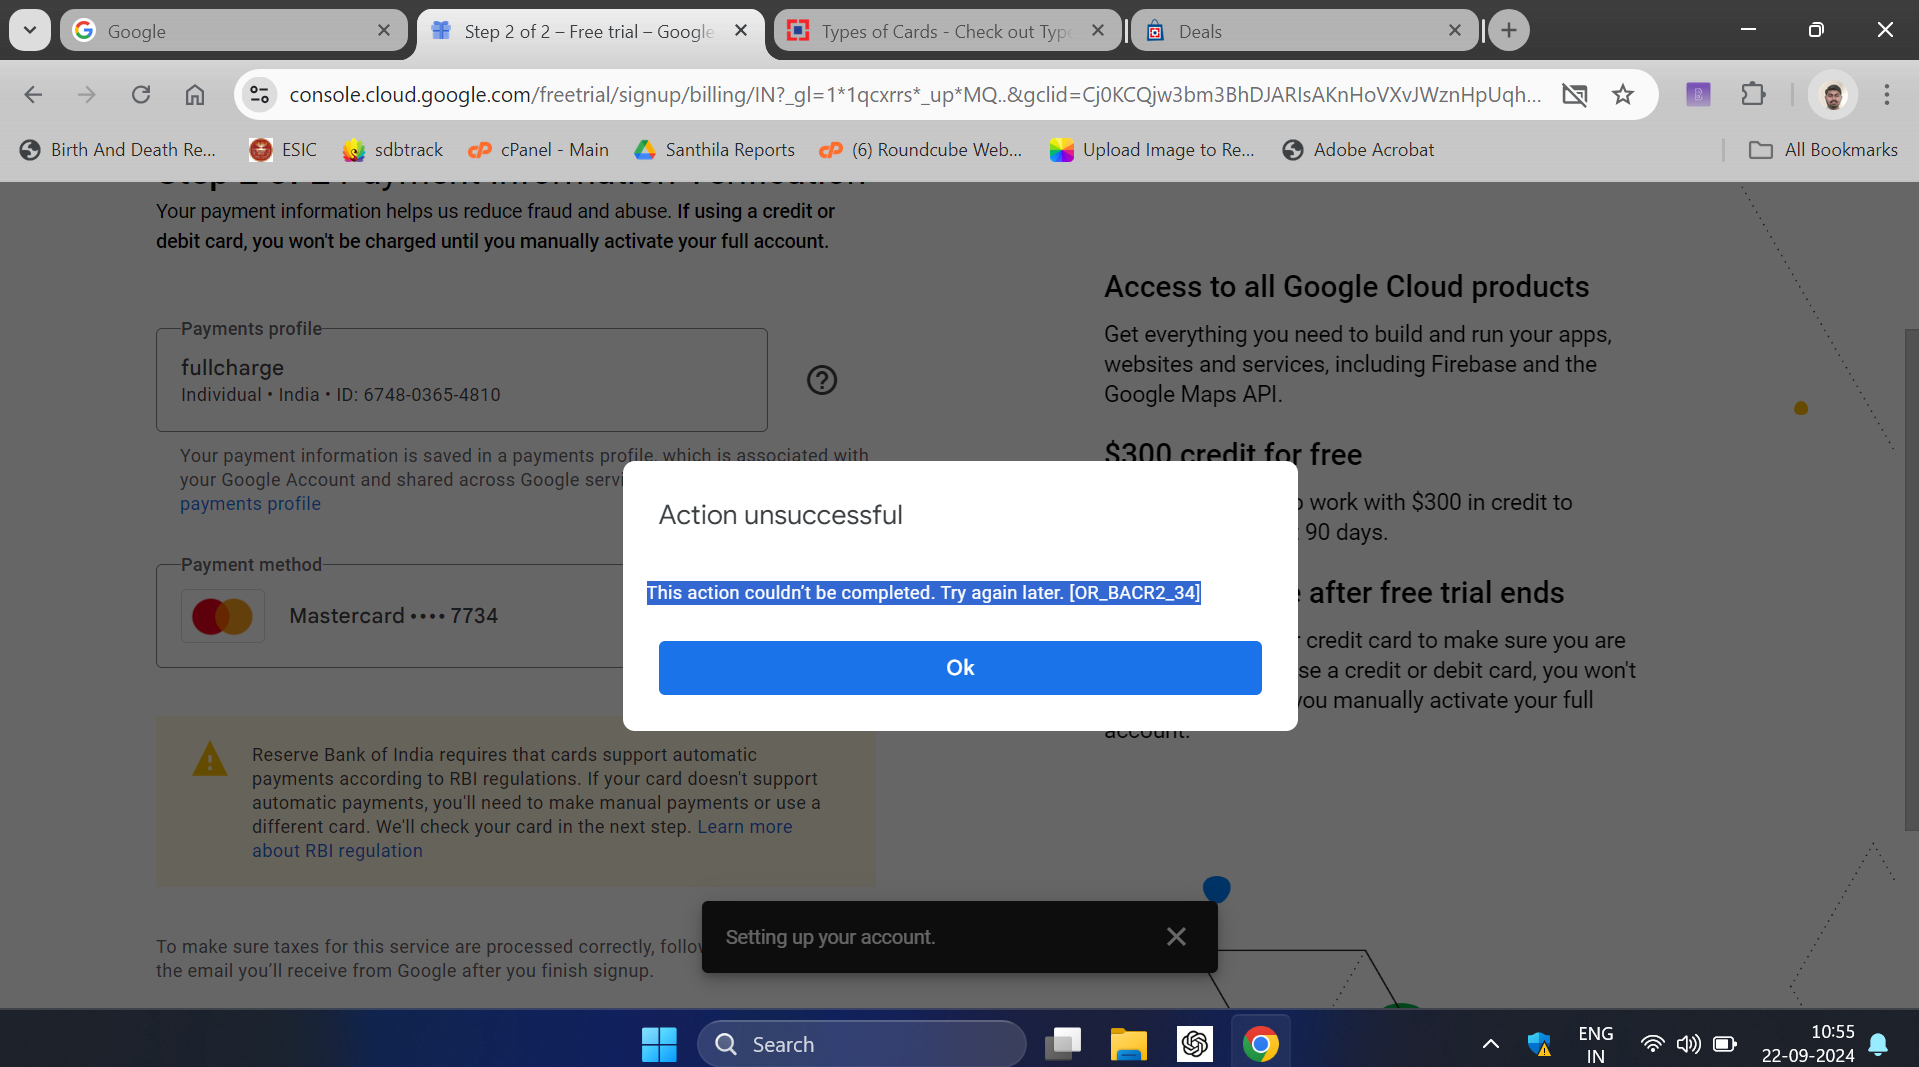 Google
Step 2 of 2 – Free trial – Google
Types of Cards - Check out Type
Deals
console.cloud.google.com/freetrial/signup/billing/IN?_gl=1*1qcxrrs*_up*MQ..&gclid=Cj0KCQjw3bm3BhDJARIsAKnHoVXvJWznHpUqh...
Birth And Death Re...
ESIC
sdbtrack
cPanel - Main
Santhila Reports
(6) Roundcube Web...
Upload Image to Re...
Adobe Acrobat
All Bookmarks
Step 2 of 2 Payment Information Verification
Your payment information helps us reduce fraud and abuse. If using a credit or
debit card, you won't be charged until you manually activate your full account.
Payments profile
fullcharge
Individual • India • ID: 6748-0365-4810
Your payment information is saved in a payments profile, which is associated with
your Google Account and shared across Google servi
payments profile
Payment method
Mastercard •••• 7734
Reserve Bank of India requires that cards support automatic
payments according to RBI regulations. If your card doesn't support
automatic payments, you'll need to make manual payments or use a
different card. We'll check your card in the next step. Learn more
about RBI regulation
To make sure taxes for this service are processed correctly, follow
the email you'll receive from Google after you finish signup.
Access to all Google Cloud products
Get everything you need to build and run your apps,
websites and services, including Firebase and the
Google Maps API.
$300 credit for free
work with $300 in credit to
90 days.
after free trial ends
credit card to make sure you are
se a credit or debit card, you won't
you manually activate your full
account.
Action unsuccessful
This action couldn't be completed. Try again later. [OR_BACR2_34]
Ok
Setting up your account.
Search
ENG
IN
10:55
22-09-2024